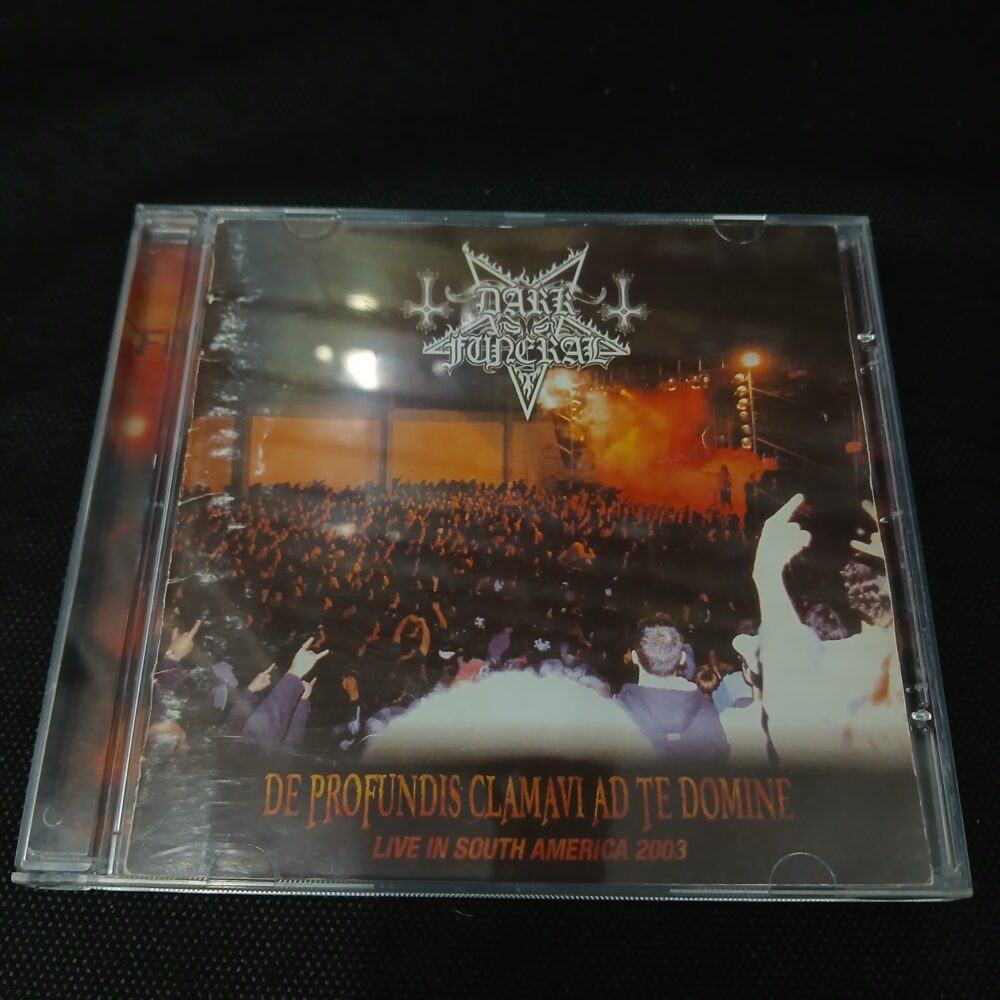 DARK
FUNERAL
DE PROFUNDIS CLAMAVI AD TE DOMINE
LIVE IN SOUTH AMERICA 2003